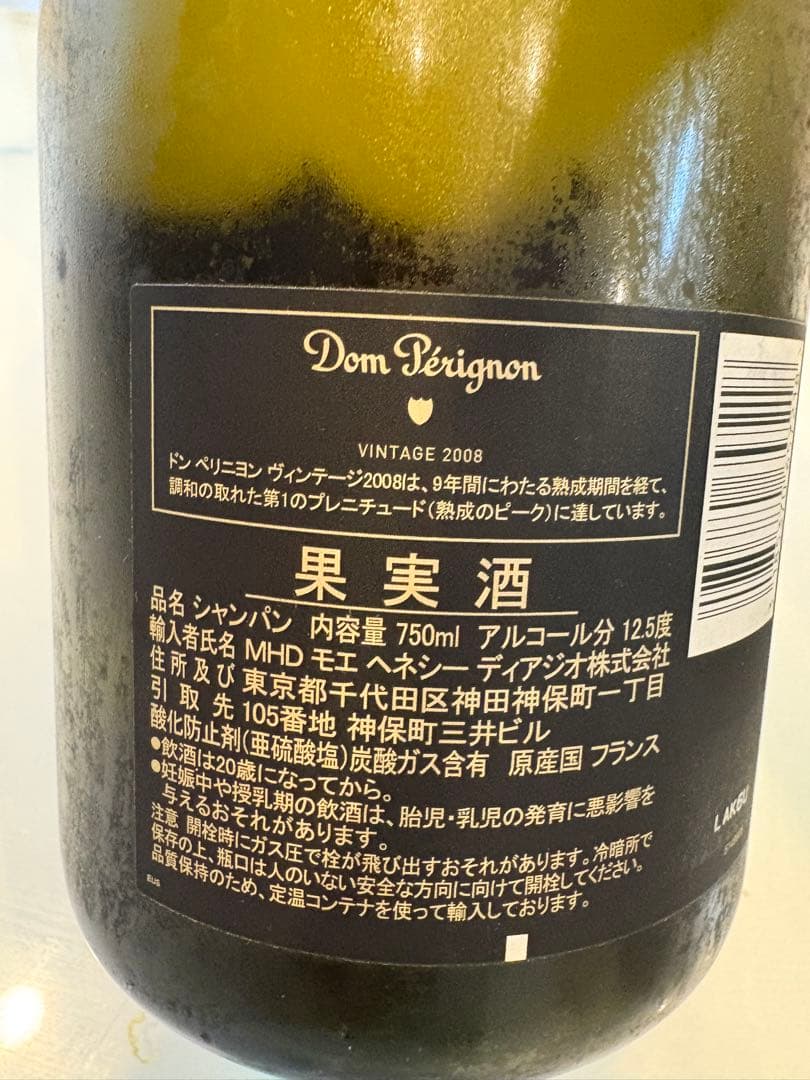 Dom Pérignon
VINTAGE 2008
ドン ペリニヨン ヴィンテージ2008は、9年間にわたる熟成期間を経て、
調和の取れた第1のプレニチュード(熟成のピーク)に達しています。
果実酒
品名 シャンパン 内容量 750ml アルコール分 12.5度
輸入者氏名 MHD モエ ヘネシー ディアジオ株式会社
住所及び 東京都千代田区神田神保町一丁目
引取先 105番地 神保町三井ビル
酸化防止剤(亜硫酸塩)炭酸ガス含有 原産国 フランス
●飲酒は20歳になってから。
●妊娠中や授乳期の飲酒は、胎児・乳児の発育に悪影響を
与えるおそれがあります。
注意 開栓時にガス圧で栓が飛び出すおそれがあります。冷暗所で
保存の上、瓶口は人のいない安全な方向に向けて開栓してください。
品質保持のため、定温コンテナを使って輸入しております。
EUS